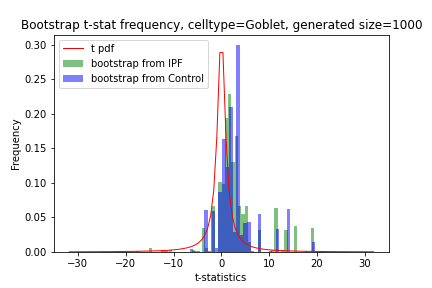 Bootstrap t-stat frequency, celltype=Goblet, generated size=1000
t pdf
bootstrap from IPF
bootstrap from Control
Frequency
0.30
0.25
0.20
0.15
0.10
0.05
0.00
−30 −20 −10 0 10 20 30
t-statistics